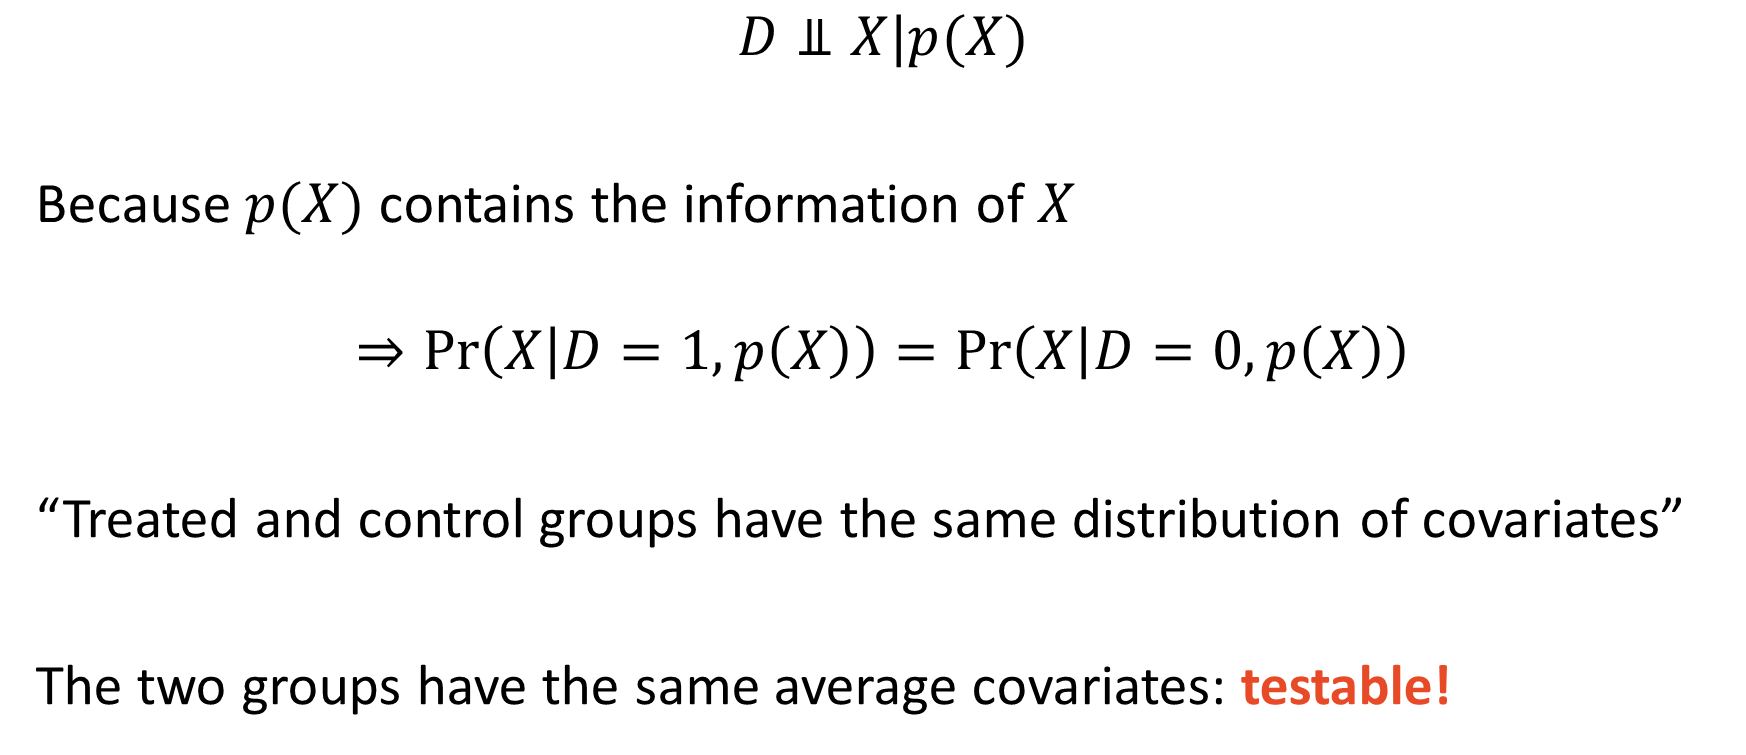 𝐷 ⫫ 𝑋|𝑝(𝑋)
Because 𝑝(𝑋) contains the information of 𝑋
⇒ Pr(𝑋|𝐷 = 1, 𝑝(𝑋)) = Pr(𝑋|𝐷 = 0, 𝑝(𝑋))
“Treated and control groups have the same distribution of covariates”
The two groups have the same average covariates: testable!